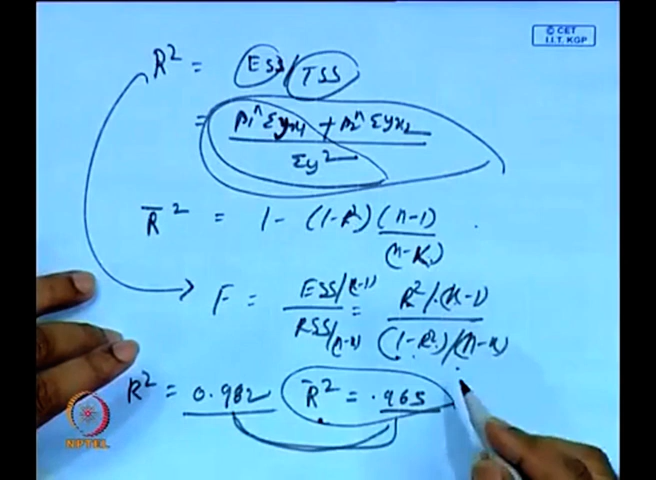 © CET
I.I.T. KGP
R² = ESS/TSS
= β₁^ Σyx₁ + β₂^ Σyx₂ / Σy²
R̄² = 1 - (1-R²) (n-1) / (n-K)
F = ESS/(K-1) / RSS/(n-K) = R²/(K-1) / (1-R²)/(n-K)
R² = 0.982 R̄² = .965
NPTEL